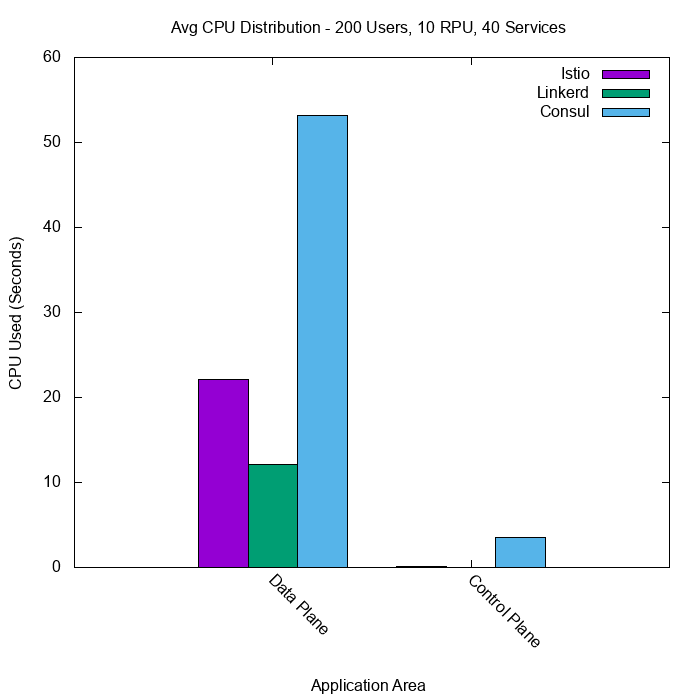 Avg CPU Distribution - 200 Users, 10 RPU, 40 Services
Istio
Linkerd
Consul
60
50
40
30
20
10
0
CPU Used (Seconds)
Data Plane
Control Plane
Application Area